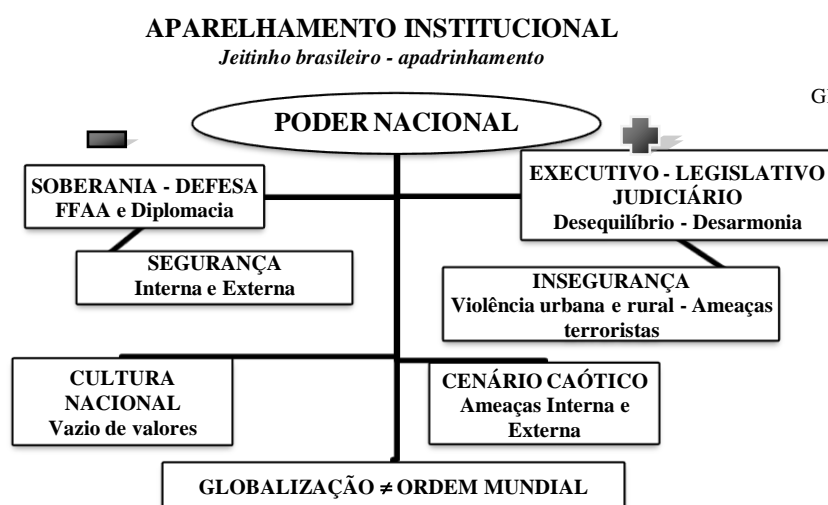 APARELHAMENTO INSTITUCIONAL
Jeitinho brasileiro - apadrinhamento
PODER NACIONAL
SOBERANIA - DEFESA
FFAA e Diplomacia
EXECUTIVO - LEGISLATIVO
JUDICIÁRIO
Desequilíbrio - Desarmonia
SEGURANÇA
Interna e Externa
INSEGURANÇA
Violência urbana e rural - Ameaças
terroristas
CULTURA
NACIONAL
Vazio de valores
CENÁRIO CAÓTICO
Ameaças Interna e
Externa
GLOBALIZAÇÃO ≠ ORDEM MUNDIAL